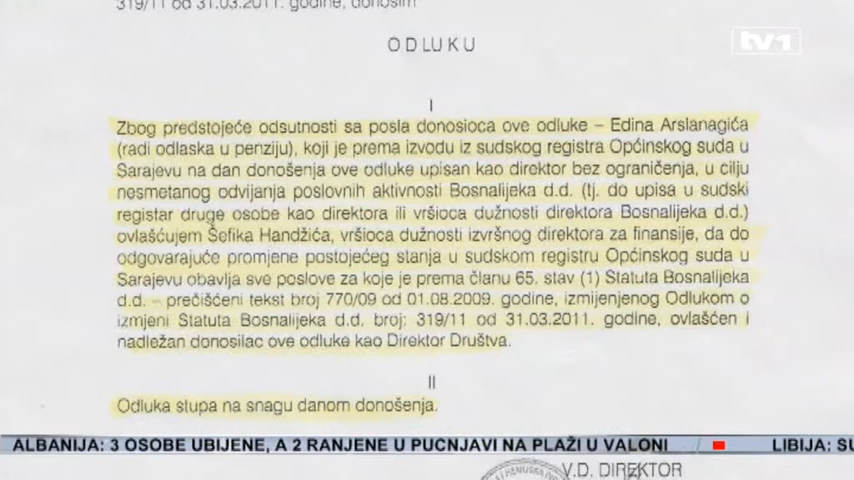 319/11 od 31.03.2011. godine, donosim
tv1
ODLUKU
I
Zbog predstojeće odsutnosti sa posla donosioca ove odluke – Edina Arslanagića
(radi odlaska u penziju), koji je prema izvodu iz sudskog registra Općinskog suda u
Sarajevu na dan donošenja ove odluke upisan kao direktor bez ograničenja, u cilju
nesmetanog odvijanja poslovnih aktivnosti Bosnalijeka d.d. (tj. do upisa u sudski
registar druge osobe kao direktora ili vršioca dužnosti direktora Bosnalijeka d.d.)
ovlašćujem Šefika Handžića, vršioca dužnosti izvršnog direktora za finansije, da do
odgovarajuće promjene postojećeg stanja u sudskom registru Općinskog suda u
Sarajevu obavlja sve poslove za koje je prema članu 65. stav (1) Statuta Bosnalijeka
d.d. – prečišćeni tekst broj 770/09 od 01.08.2009. godine, izmijenjenog Odlukom o
izmjeni Statuta Bosnalijeka d.d. broj: 319/11 od 31.03.2011. godine, ovlašćen i
nadležan donosilac ove odluke kao Direktor Društva.
II
Odluka stupa na snagu danom donošenja.
ALBANIJA: 3 OSOBE UBIJENE, A 2 RANJENE U PUCNJAVI NA PLAŽI U VALONI LIBIJA: SU
V.D. DIREKTOR